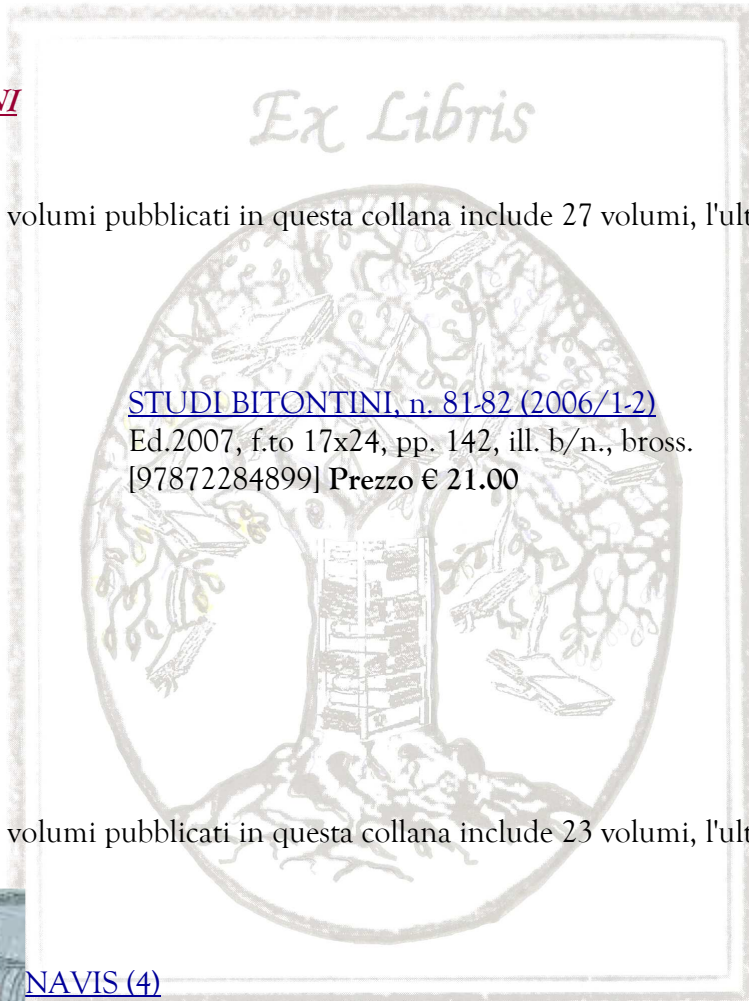 NI
Ex Libris
volumi pubblicati in questa collana include 27 volumi, l'ult
STUDI BITONTINI, n. 81-82 (2006/1-2)
Ed.2007, f.to 17x24, pp. 142, ill. b/n., bross.
[97872284899] Prezzo € 21.00
volumi pubblicati in questa collana include 23 volumi, l'ult
NAVIS (4)